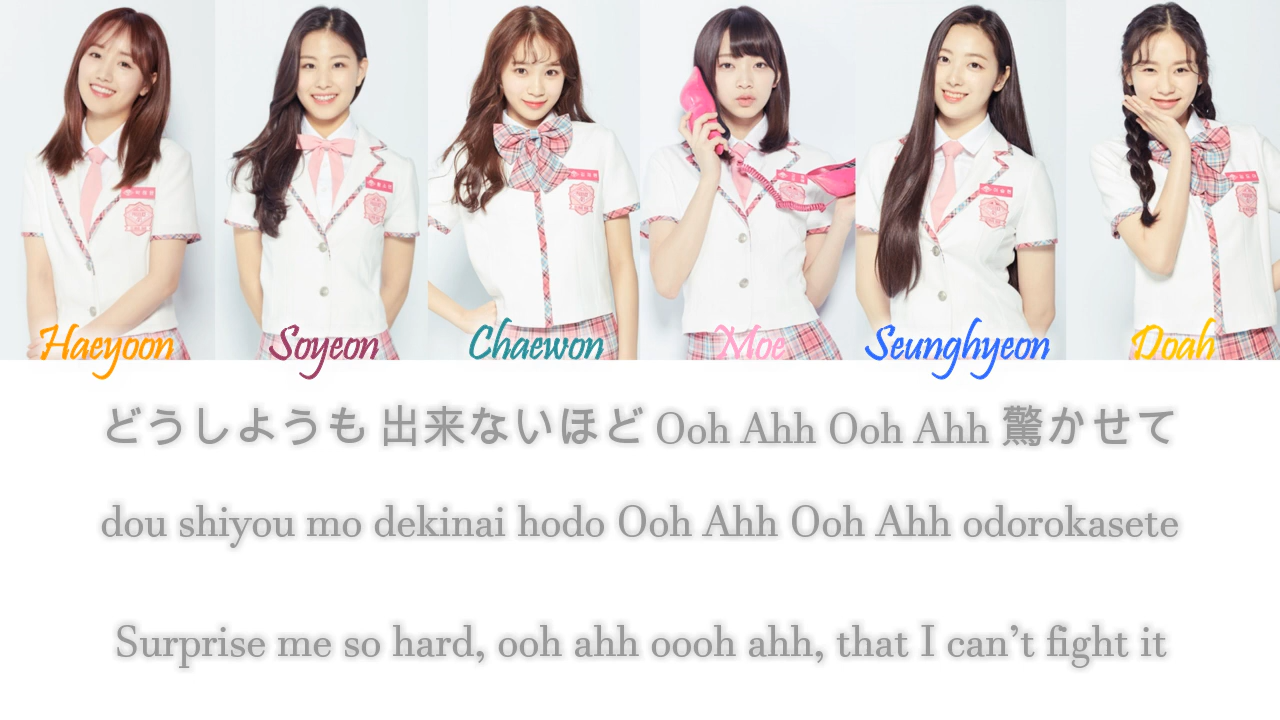 Haeyoon Soyeon Chaewon Moe Seunghyeon Doah
どうしようも 出来ないほど Ooh Ahh Ooh Ahh 驚かせて
dou shiyou mo dekinai hodo Ooh Ahh Ooh Ahh odorokasete
Surprise me so hard, ooh ahh oooh ahh, that I can’t fight it